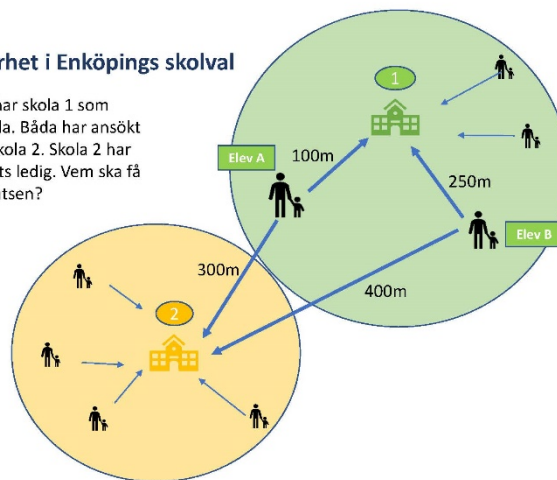 rhet i Enköpings skolval
har skola 1 som
la. Båda har ansökt
kola 2. Skola 2 har
ts ledig. Vem ska få
utsen?
1
Elev A
100m
250m
Elev B
300m
400m
2